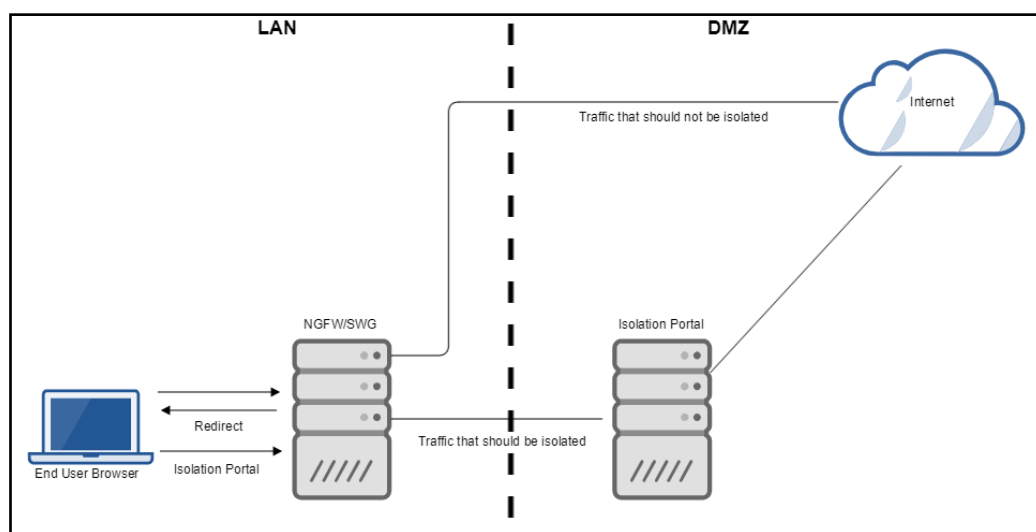 LAN
DMZ
Internet
Traffic that should not be isolated
NGFW/SWG
Isolation Portal
Redirect
Traffic that should be isolated
Isolation Portal
End User Browser